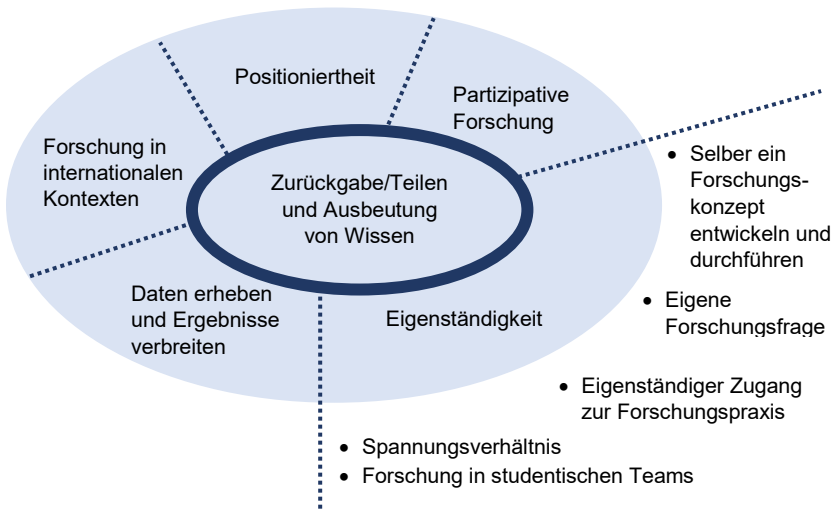 Positioniertheit
Partizipative
Forschung
Forschung in
internationalen
Kontexten
Zurückgabe/Teilen
und Ausbeutung
von Wissen
Daten erheben
und Ergebnisse
verbreiten
Eigenständigkeit
• Selber ein
Forschungs-
konzept
entwickeln und
durchführen
• Eigene
Forschungsfrage
• Eigenständiger Zugang
zur Forschungspraxis
• Spannungsverhältnis
• Forschung in studentischen Teams